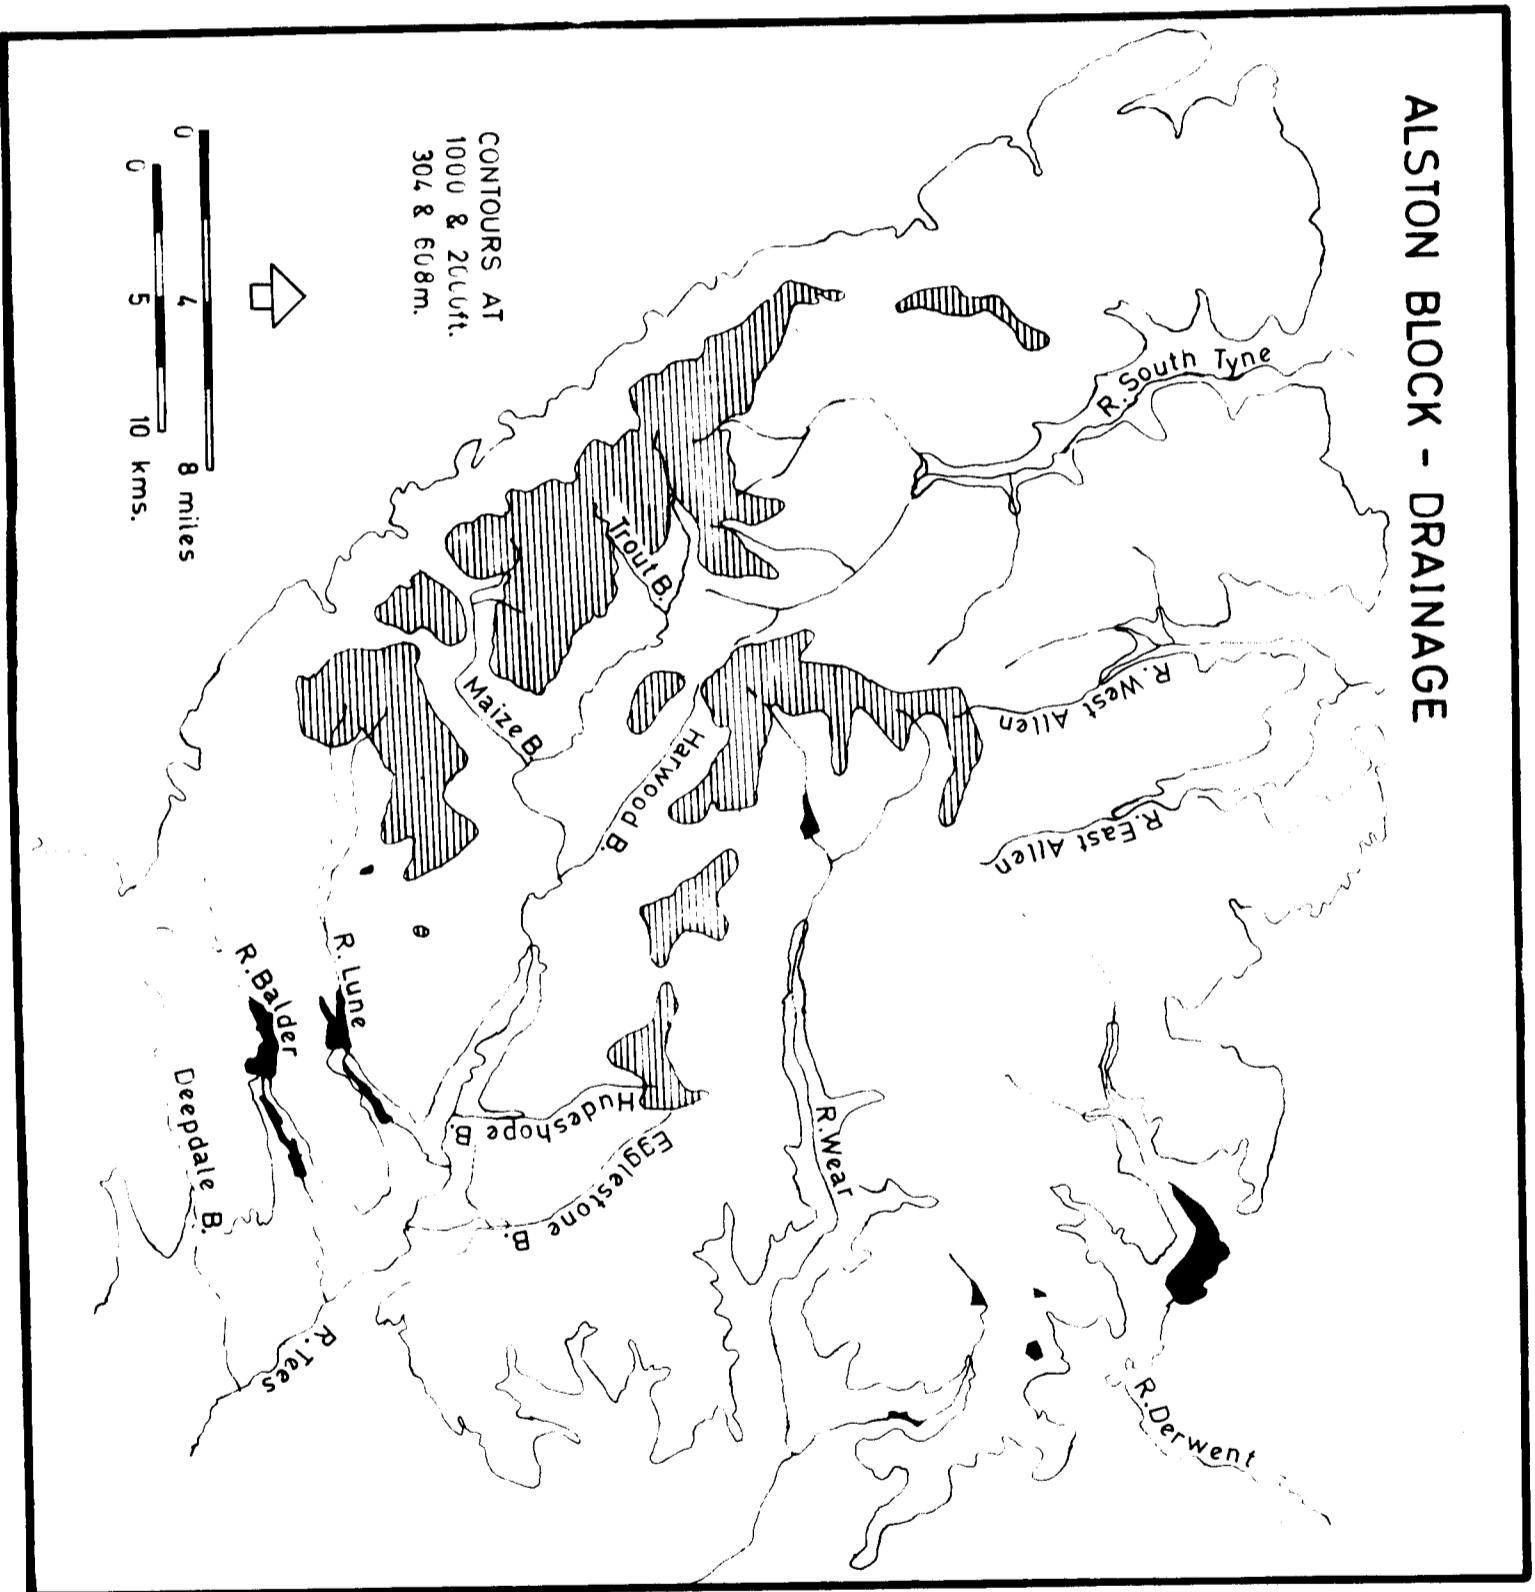 ALSTON BLOCK - DRAINAGE
R. South Tyne
R. West Allen
R. East Allen
R. Derwent
R. Wear
Trout B.
Maize B.
Harwood B.
Hudeshope B.
Egglestone B.
R. Lune
R. Balder
Deepdale B.
R. Tees
CONTOURS AT
1000 & 2000ft.
304 & 608m.
0 4 8 miles
0 5 10 kms.